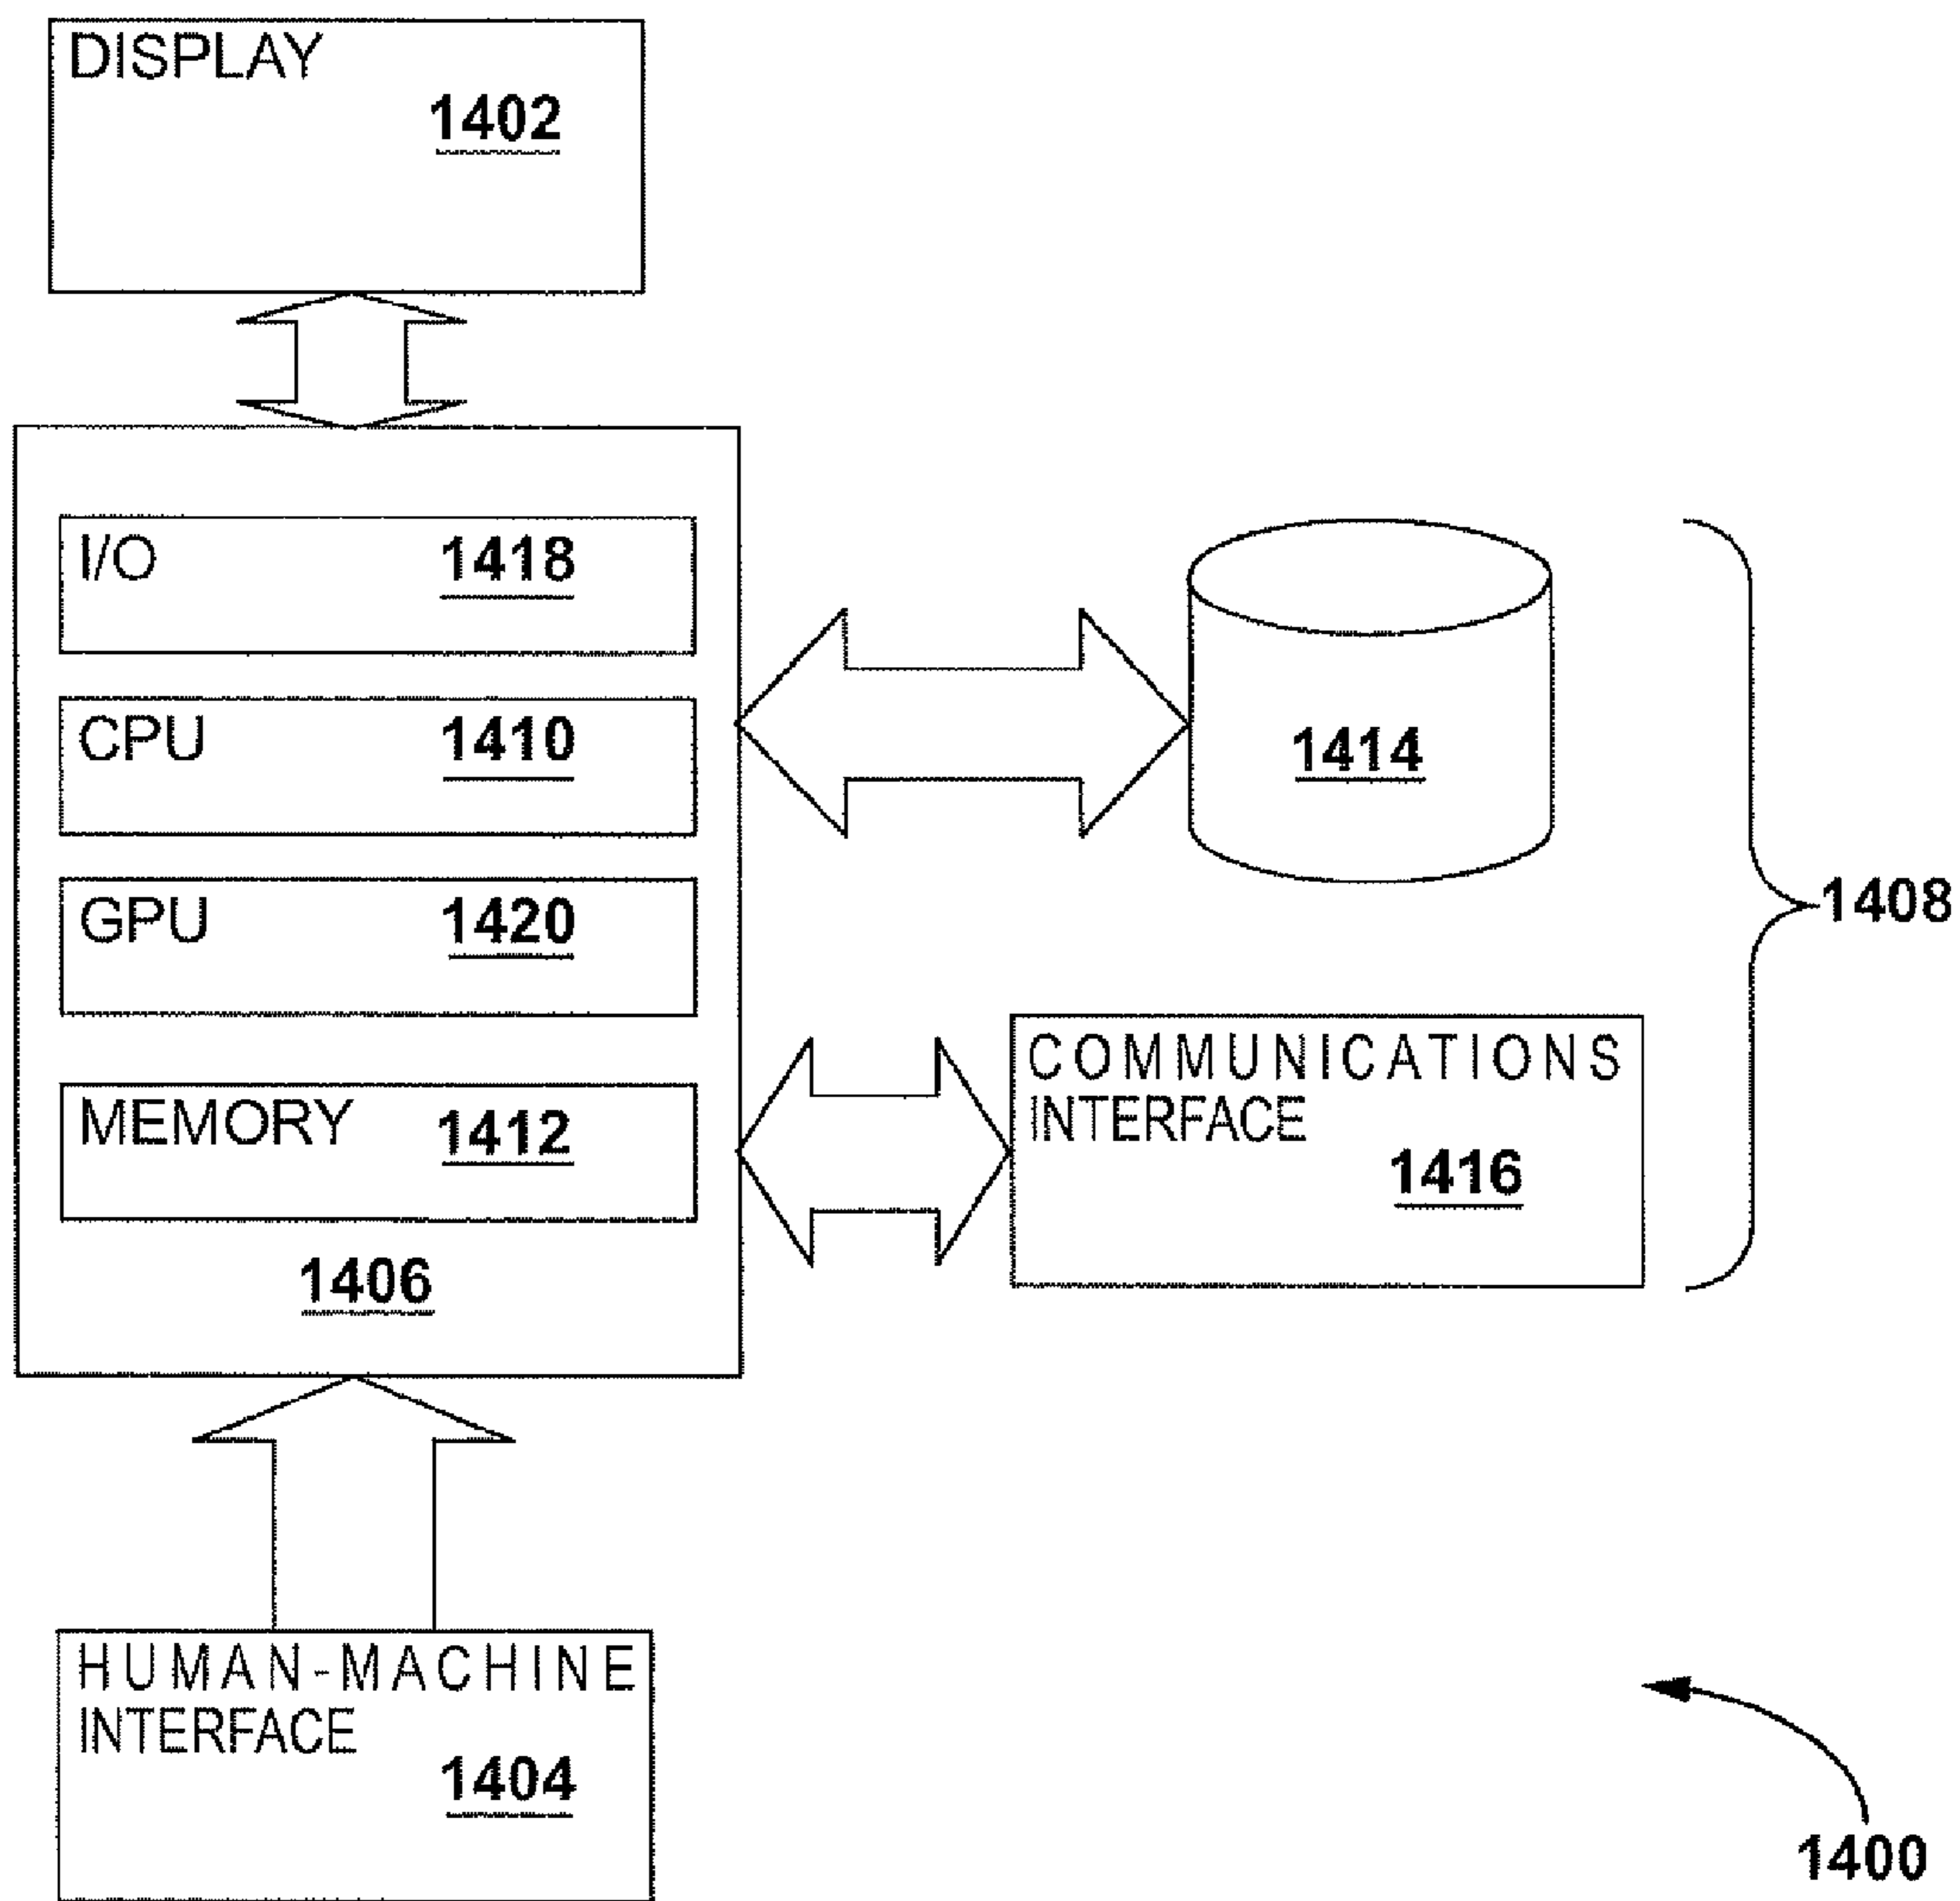 DISPLAY
1402
I/O 1418
CPU 1410
1414
GPU 1420
1408
COMMUNICATIONS
INTERFACE
1416
MEMORY 1412
1406
HUMAN-MACHINE
INTERFACE
1404
1400